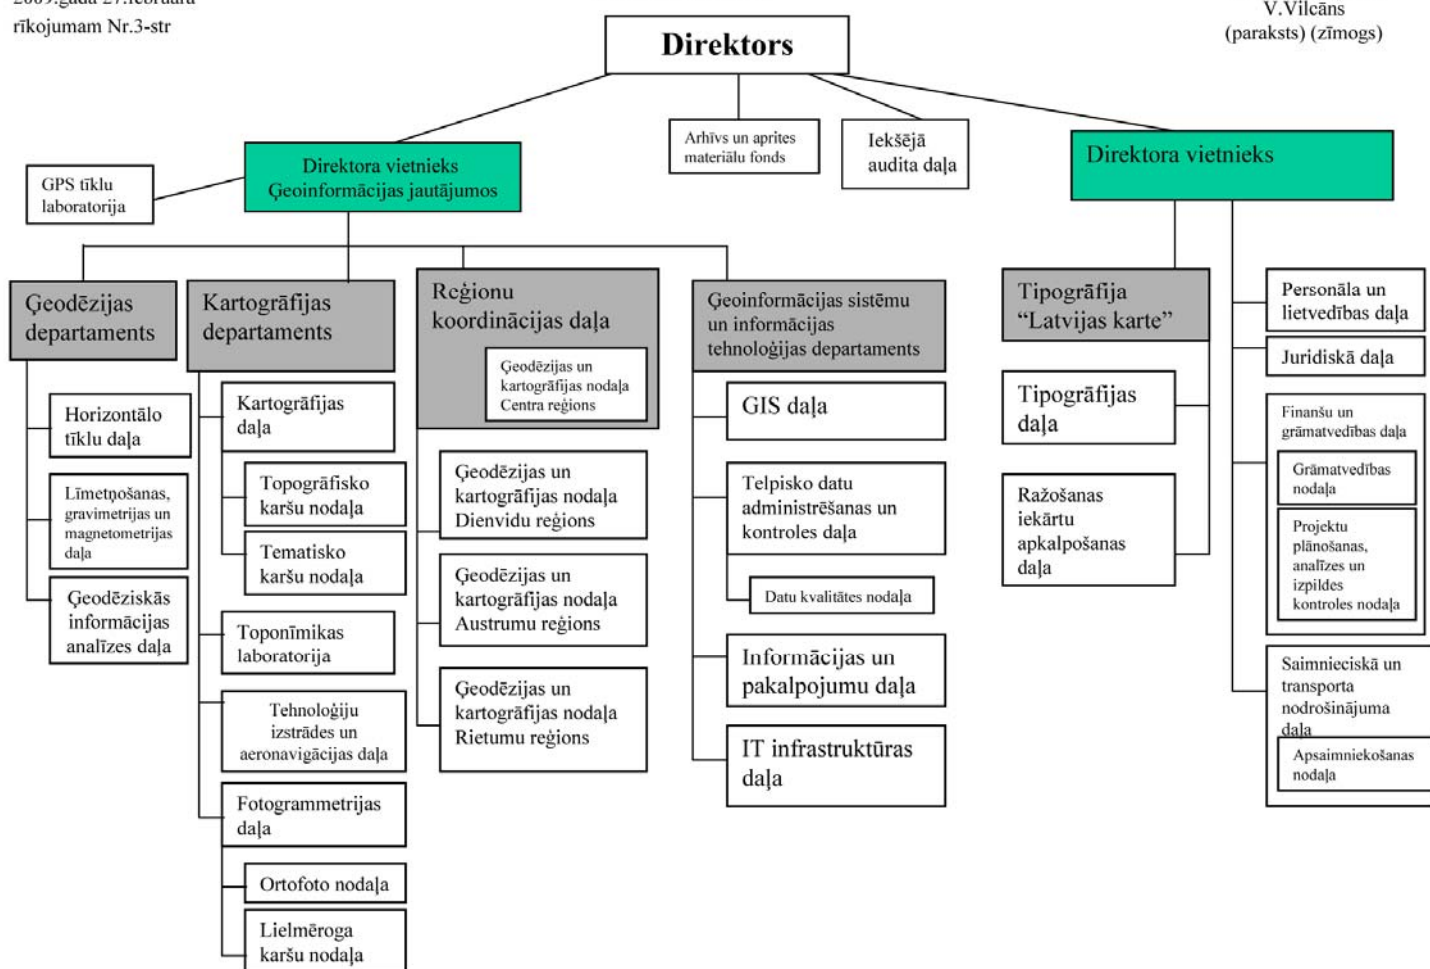 2009.gada 27.februāra
rīkojumam Nr.3-str
V.Vilcāns
(paraksts) (zīmogs)
Direktors
Arhīvs un aprites
materiālu fonds
Iekšējā
audita daļa
Direktora vietnieks
Ģeoinformācijas jautājumos
Direktora vietnieks
GPS tīklu
laboratorija
Ģeodēzijas
departaments
Kartogrāfijas
departaments
Reģionu
koordinācijas daļa
Ģeodēzijas un
kartogrāfijas nodaļa
Centra reģions
Ģeoinformācijas sistēmu
un informācijas
tehnoloģijas departaments
Tipogrāfija
“Latvijas karte”
Personāla un
lietvedības daļa
Juridiskā daļa
Horizontālo
tīklu daļa
Līmetņošanas,
gravimetrijas un
magnetometrijas
daļa
Ģeodēziskās
informācijas
analīzes daļa
Kartogrāfijas
daļa
Topogrāfisko
karšu nodaļa
Tematisko
karšu nodaļa
Toponīmikas
laboratorija
Tehnoloģiju
izstrādes un
aeronavigācijas daļa
Fotogrammetrijas
daļa
Ortofoto nodaļa
Lielmēroga
karšu nodaļa
Ģeodēzijas un
kartogrāfijas nodaļa
Dienvidu reģions
Ģeodēzijas un
kartogrāfijas nodaļa
Austrumu reģions
Ģeodēzijas un
kartogrāfijas nodaļa
Rietumu reģions
GIS daļa
Telpisko datu
administrēšanas un
kontroles daļa
Datu kvalitātes nodaļa
Informācijas un
pakalpojumu daļa
IT infrastruktūras
daļa
Tipogrāfijas
daļa
Ražošanas
iekārtu
apkalpošanas
daļa
Finanšu un
grāmatvedības daļa
Grāmatvedības
nodaļa
Projektu
plānošanas,
analīzes un
izpildes
kontroles nodaļa
Saimnieciskā un
transporta
nodrošinājuma
daļa
Apsaimniekošanas
nodaļa